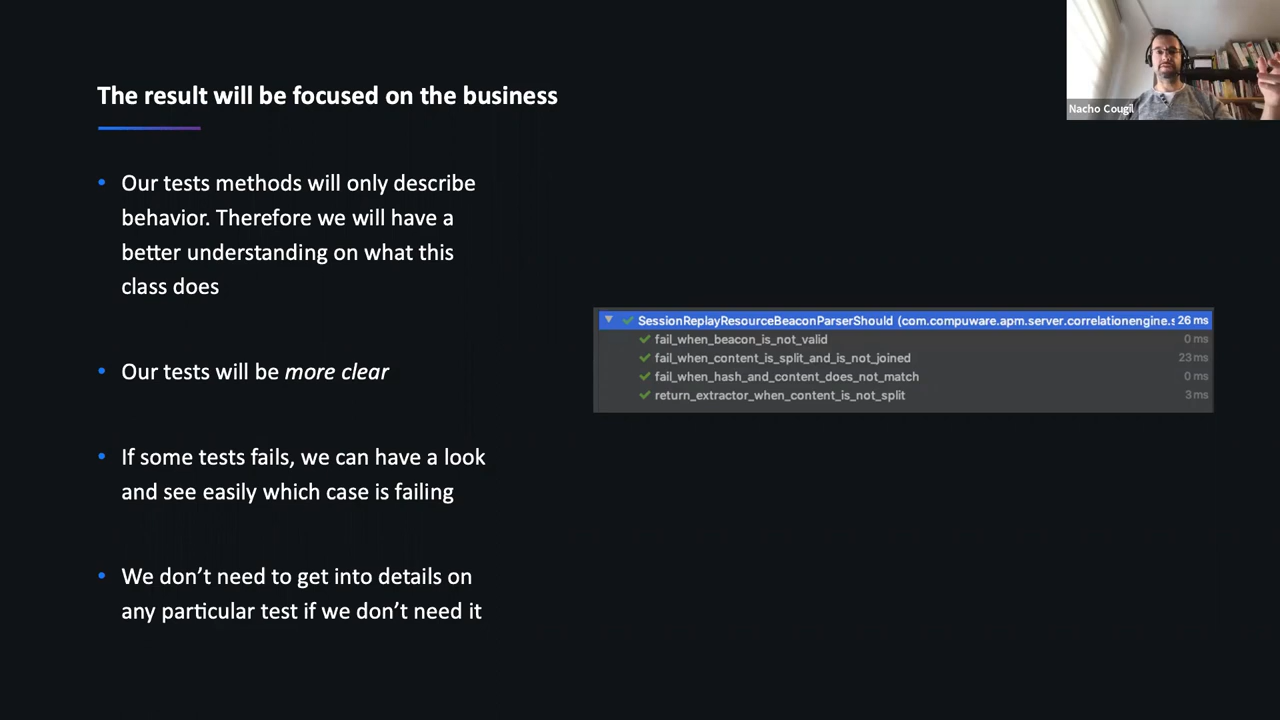 The result will be focused on the business
Our tests methods will only describe
behavior. Therefore we will have a
better understanding on what this
class does
Our tests will be more clear
If some tests fails, we can have a look
and see easily which case is failing
We don’t need to get into details on
any particular test if we don’t need it
SessionReplayResourceBeaconParserShould (com.compuware.apm.server.correlationengine.s 26 ms
fail_when_beacon_is_not_valid 0 ms
fail_when_content_is_split_and_is_not_joined 23 ms
fail_when_hash_and_content_does_not_match 0 ms
return_extractor_when_content_is_not_split 3 ms
Nacho Cougil